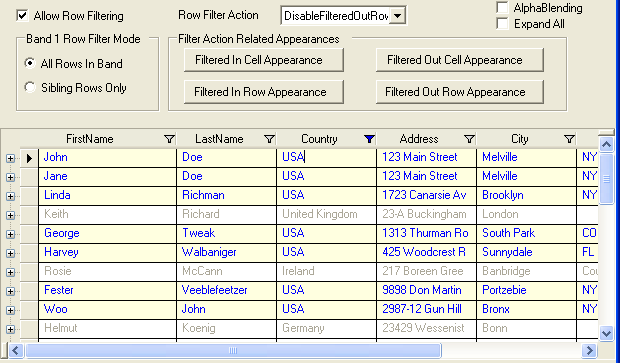 Allow Row Filtering Row Filter Action DisableFilteredOutRow AlphaBlending
Expand All
Band 1 Row Filter Mode Filter Action Related Appearances
All Rows In Band Filtered In Cell Appearance Filtered Out Cell Appearance
Sibling Rows Only Filtered In Row Appearance Filtered Out Row Appearance
FirstName LastName Country Address City
John Doe USA 123 Main Street Melville NY
Jane Doe USA 123 Main Street Melville NY
Linda Richman USA 1723 Canarsie Av Brooklyn NY
Keith Richard United Kingdom 23-A Buckingham London
George Tweak USA 1313 Thurman Ro South Park CO
Harvey Walbaniger USA 425 Woodcrest R Sunnydale FL
Rosie McCann Ireland 217 Boreen Gree Banbridge Cou
Fester Veeblefeetzer USA 9898 Don Martin Portzebie NY
Woo John USA 2987-12 Gun Hill Bronx NY
Helmut Koenig Germany 23429 Wessenist Bonn